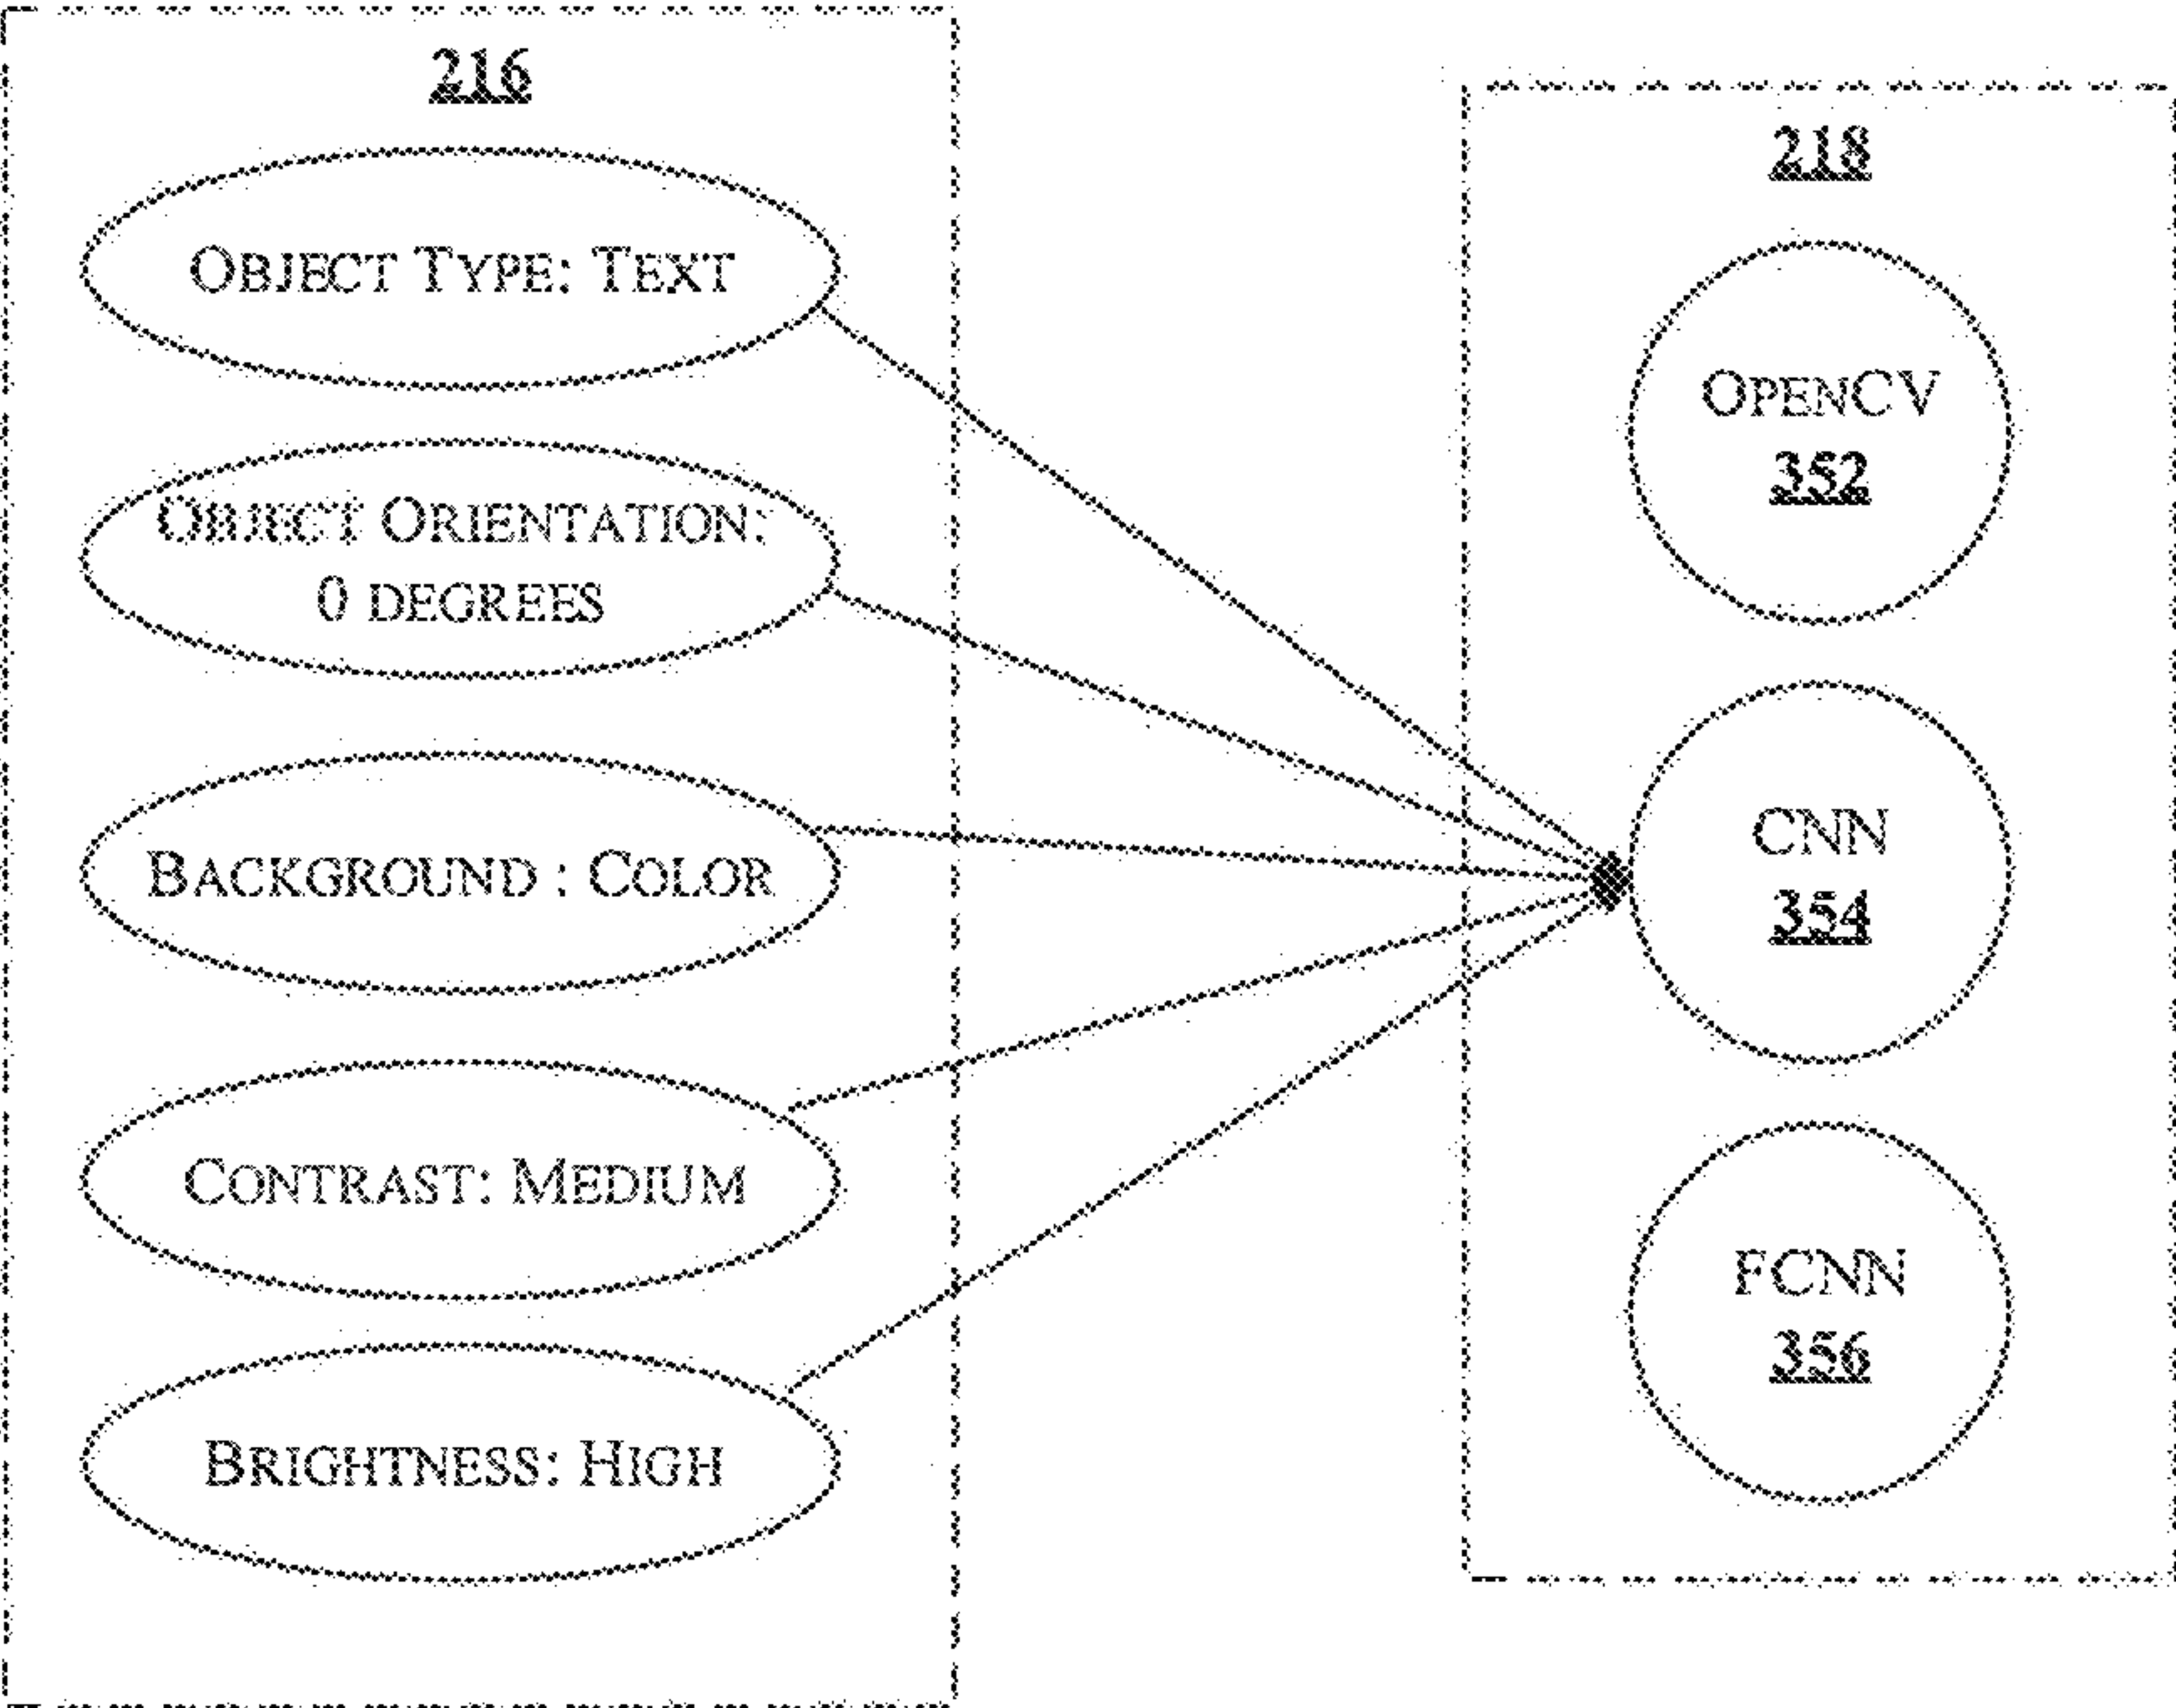 216
OBJECT TYPE: TEXT
OBJECT ORIENTATION:
0 DEGREES
BACKGROUND : COLOR
CONTRAST: MEDIUM
BRIGHTNESS: HIGH
218
OPENCV
352
CNN
354
FCNN
356